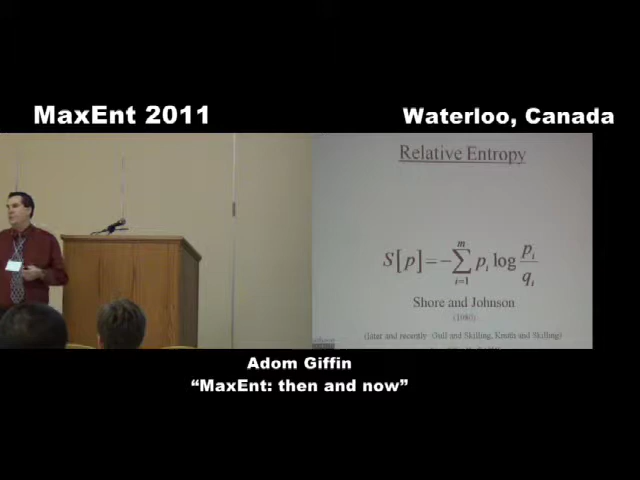 MaxEnt 2011
Waterloo, Canada
Relative Entropy
S[p] = -∑_{i=1}^{m} p_i log p_i/q_i
Shore and Johnson
(1980)
(later and recently- Gull and Skilling, Knuth and Skilling)
Adom Giffin
“MaxEnt: then and now”